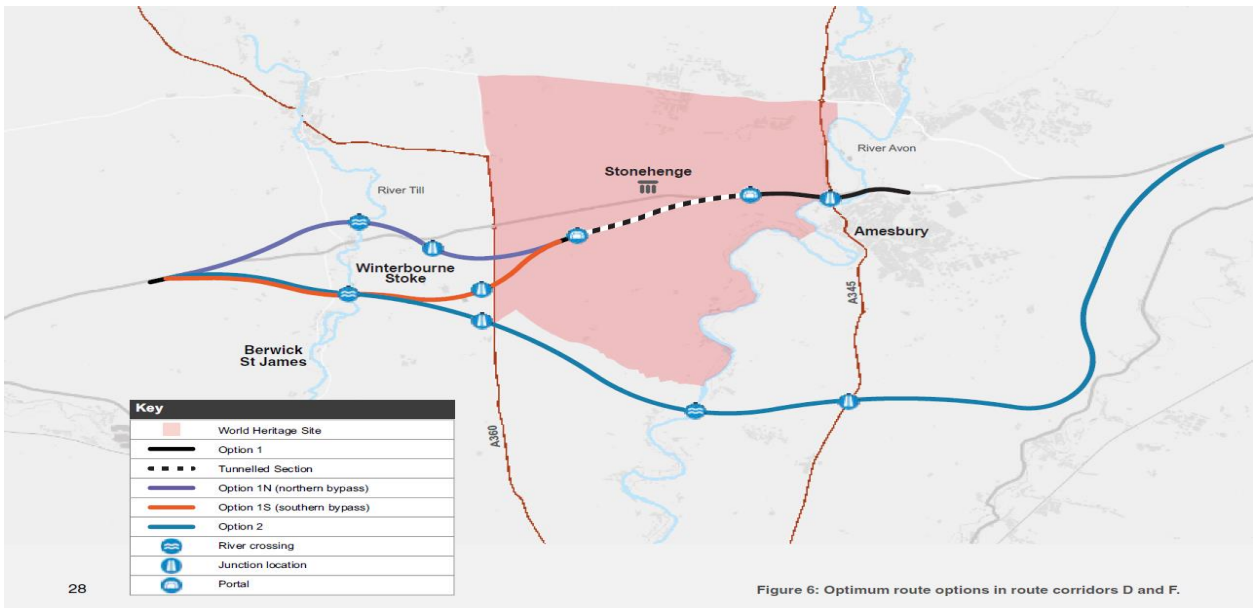 River Till
Stonehenge
River Avon
Amesbury
Winterbourne
Stoke
Berwick
St James
A360
A345
Key
World Heritage Site
Option 1
Tunnelled Section
Option 1N (northern bypass)
Option 1S (southern bypass)
Option 2
River crossing
Junction location
Portal
28
Figure 6: Optimum route options in route corridors D and F.